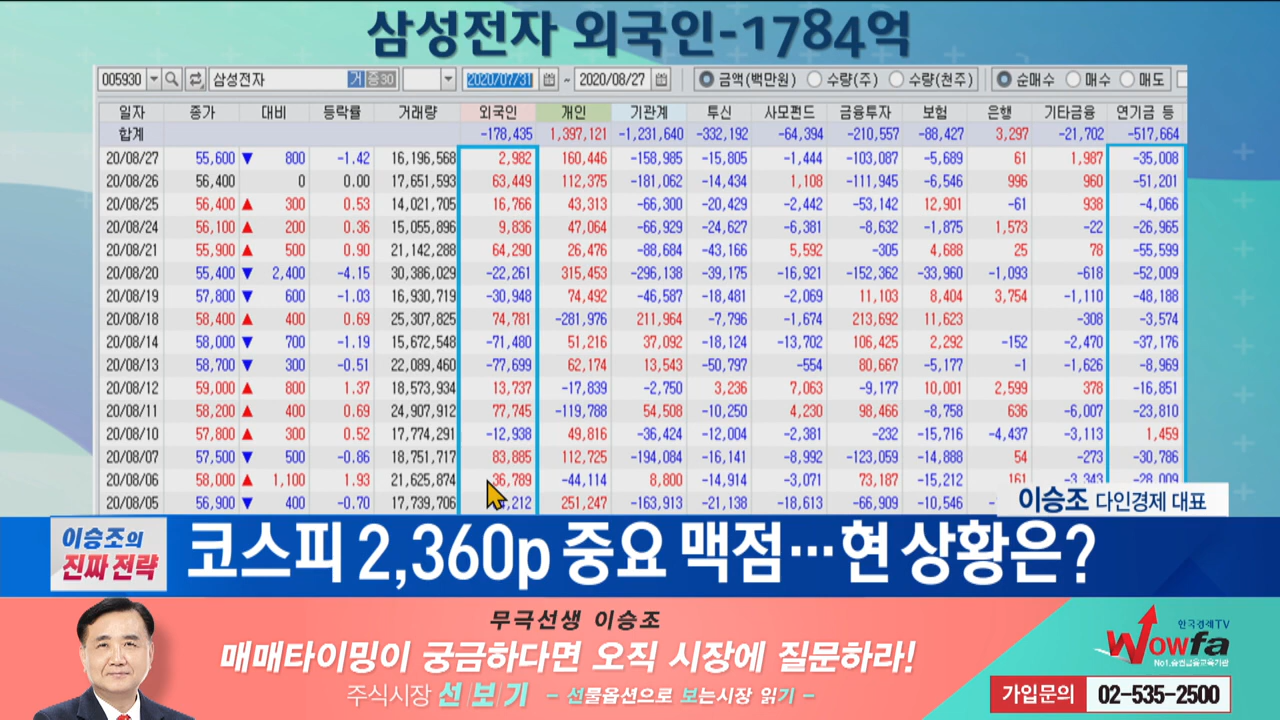 삼성전자 외국인-1784억
005930 삼성전자 거 증30 2020/07/31 ~ 2020/08/27 금액(백만원) 수량(주) 수량(천주) 순매수 매수 매도
일자 종가 대비 등락률 거래량 외국인 개인 기관계 투신 사모펀드 금융투자 보험 은행 기타금융 연기금 등
합계 -178,435 1,397,121 -1,231,640 -332,192 -64,394 -210,557 -88,427 3,297 -21,702 -517,664
20/08/27 55,600 ▼ 800 -1.42 16,196,568 2,982 160,446 -158,985 -15,805 -1,444 -103,087 -5,689 61 1,987 -35,008
20/08/26 56,400 0 0.00 17,651,593 63,449 112,375 -181,062 -14,434 1,108 -111,945 -6,546 996 960 -51,201
20/08/25 56,400 ▲ 300 0.53 14,021,705 16,766 43,313 -66,300 -20,429 -2,442 -53,142 12,901 -61 938 -4,066
20/08/24 56,100 ▲ 200 0.36 15,055,896 9,836 47,064 -66,929 -24,627 -6,381 -8,632 -1,875 1,573 -22 -26,965
20/08/21 55,900 ▲ 500 0.90 21,142,288 64,290 26,476 -88,684 -43,166 5,592 -305 4,688 25 78 -55,599
20/08/20 55,400 ▼ 2,400 -4.15 30,386,029 -22,261 315,453 -296,138 -39,175 -16,921 -152,362 -33,960 -1,093 -618 -52,009
20/08/19 57,800 ▼ 600 -1.03 16,930,719 -30,948 74,492 -46,587 -18,481 -2,069 11,103 8,404 3,754 -1,110 -48,188
20/08/18 58,400 ▲ 400 0.69 25,307,825 74,781 -281,976 211,964 -7,796 -1,674 213,692 11,623 -308 -3,574
20/08/14 58,000 ▼ 700 -1.19 15,672,548 -71,480 51,216 37,092 -18,124 -13,702 106,425 2,292 -152 -2,470 -37,176
20/08/13 58,700 ▼ 300 -0.51 22,089,460 -77,699 62,174 13,543 -50,797 -554 80,667 -5,177 -1 -1,626 -8,969
20/08/12 59,000 ▲ 800 1.37 18,573,934 13,737 -17,839 -2,750 3,236 7,063 -9,177 10,001 2,599 378 -16,851
20/08/11 58,200 ▲ 400 0.69 24,907,912 77,745 -119,788 54,508 -10,250 4,230 98,466 -8,758 636 -6,007 -23,810
20/08/10 57,800 ▲ 300 0.52 17,774,291 -12,938 49,816 -36,424 -12,004 -2,381 -232 -15,716 -4,437 -3,113 1,459
20/08/07 57,500 ▼ 500 -0.86 18,751,717 83,885 112,725 -194,084 -16,141 -8,992 -123,059 -14,888 54 -273 -30,786
20/08/06 58,000 ▲ 1,100 1.93 21,625,874 36,789 -44,114 8,800 -14,914 -3,071 73,187 -15,212 161 -3,343 -28,009
20/08/05 56,900 ▼ 400 -0.70 17,739,706 251,247 -163,913 -21,138 -18,613 -66,909 -10,546
이승조 다인경제 대표
이승조의
진짜 전략
코스피 2,360p 중요 맥점…현 상황은?
무극선생 이승조
매매타이밍이 궁금하다면 오직 시장에 질문하라!
주식시장 선보기 - 선물옵션으로 보는시장 읽기 -
한국경제TV
Wowfa
No1.증권금융교육기관
가입문의 02-535-2500